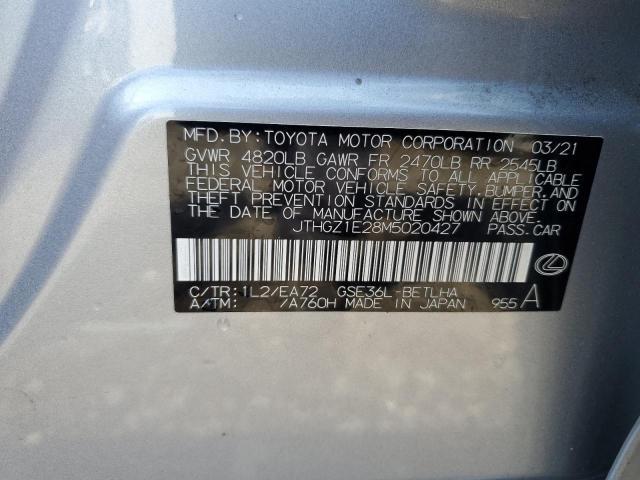 MFD. BY: TOYOTA MOTOR CORPORATION 03/21
GVWR 4820LB GAWR FR 2470LB RR 2545LB
THIS VEHICLE CONFORMS TO ALL APPLICABLE
FEDERAL MOTOR VEHICLE SAFETY, BUMPER, AND
THEFT PREVENTION STANDARDS IN EFFECT ON
THE DATE OF MANUFACTURE SHOWN ABOVE.
JTHGZ1E28M5020427 PASS.CAR
C/TR: 1L2/EA72 GSE36L-BETLHA
A/TM: /A760H MADE IN JAPAN 955 A